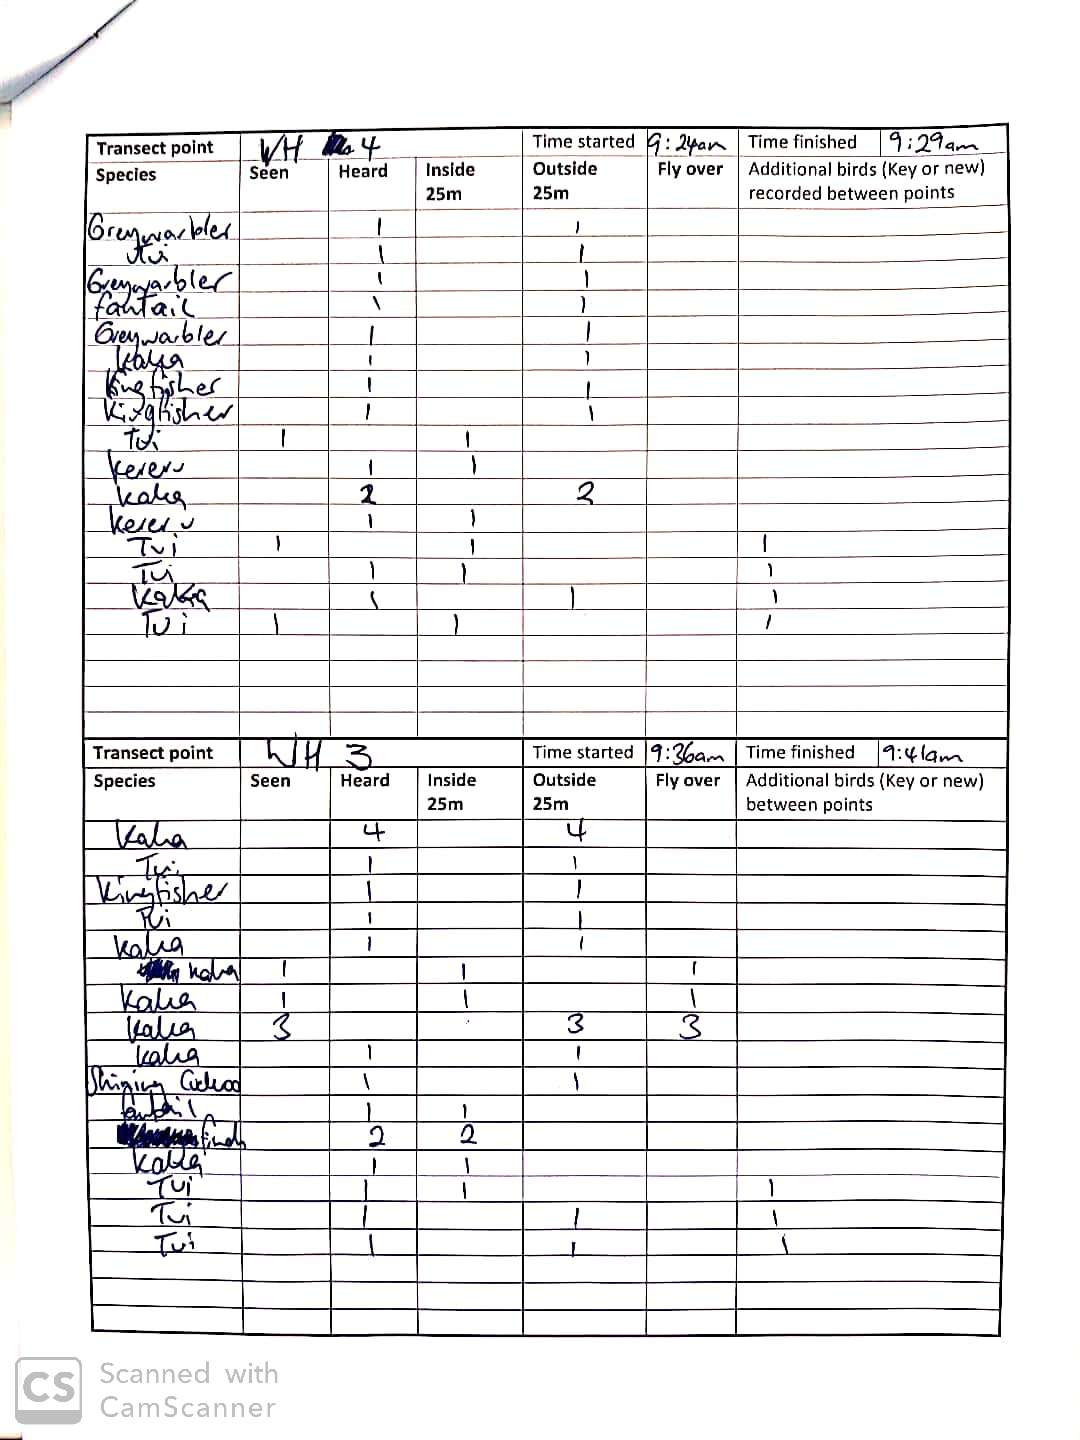 Transect point WH 4 Time started 9:24am Time finished 9:29am
Species Seen Heard Inside 25m Outside 25m Fly over Additional birds (Key or new) recorded between points
Greywarbler 1 1
Tui 1 1
Greywarbler 1 1
fantail 1 1
Greywarbler 1 1
kaka 1 1
Kingfisher 1 1
Kingfisher 1 1
Tui 1 1
kereru 1 1
kaka 2 2
kereru 1 1
Tui 1 1 1
Tui 1 1 1
kaka 1 1 1
Tui 1 1 1
Transect point WH 3 Time started 9:36am Time finished 9:41am
Species Seen Heard Inside 25m Outside 25m Fly over Additional birds (Key or new) between points
kaka 4 4
Tui 1 1
Kingfisher 1 1
Tui 1 1
kaka 1 1
kaka 1 1 1
kaka 1 1 1
kaka 3 3 3
kaka 1 1
Shining Cuckoo 1 1
fantail 1 1
finch 2 2
kaka 1 1
Tui 1 1 1
Tui 1 1 1
Tui 1 1 1
CS Scanned with
CamScanner